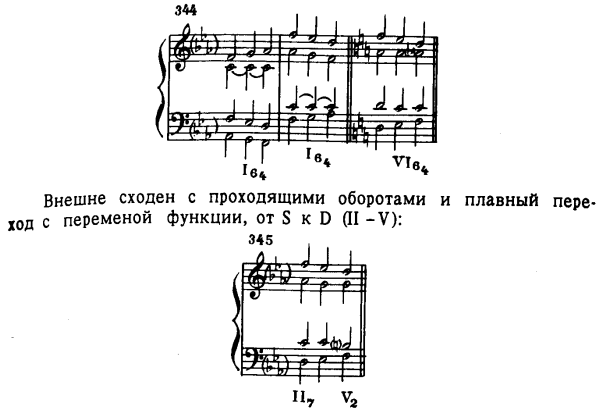 344
I₆₄ I₆₄ VI₆₄
Внешне сходен с проходящими оборотами и плавный пере-
ход с переменой функции, от S к D (II – V):
345
II₇ V₂